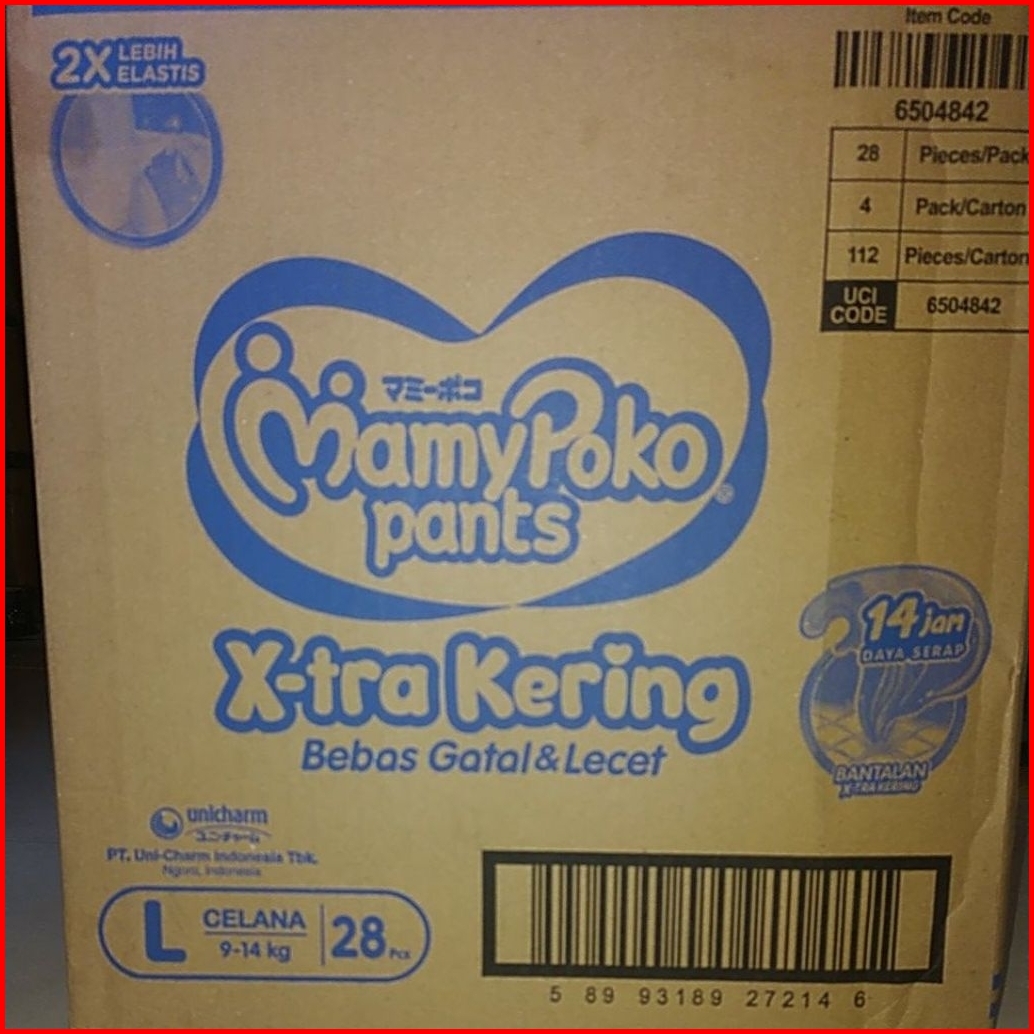 2X LEBIH
ELASTIS
Item Code
6504842
28 Pieces/Pack
4 Pack/Carton
112 Pieces/Carton
UCI CODE 6504842
マミーポコ
MamyPoko
pants
X-tra Kering
Bebas Gatal & Lecet
14 jam
DAYA SERAP
BANTALAN
X-TRA KERING
unicharm
ユニ・チャーム
PT. Uni-Charm Indonesia Tbk.
Ngoro, Indonesia
L CELANA 28 Pcs
9-14 kg
5 89 93189 27214 6